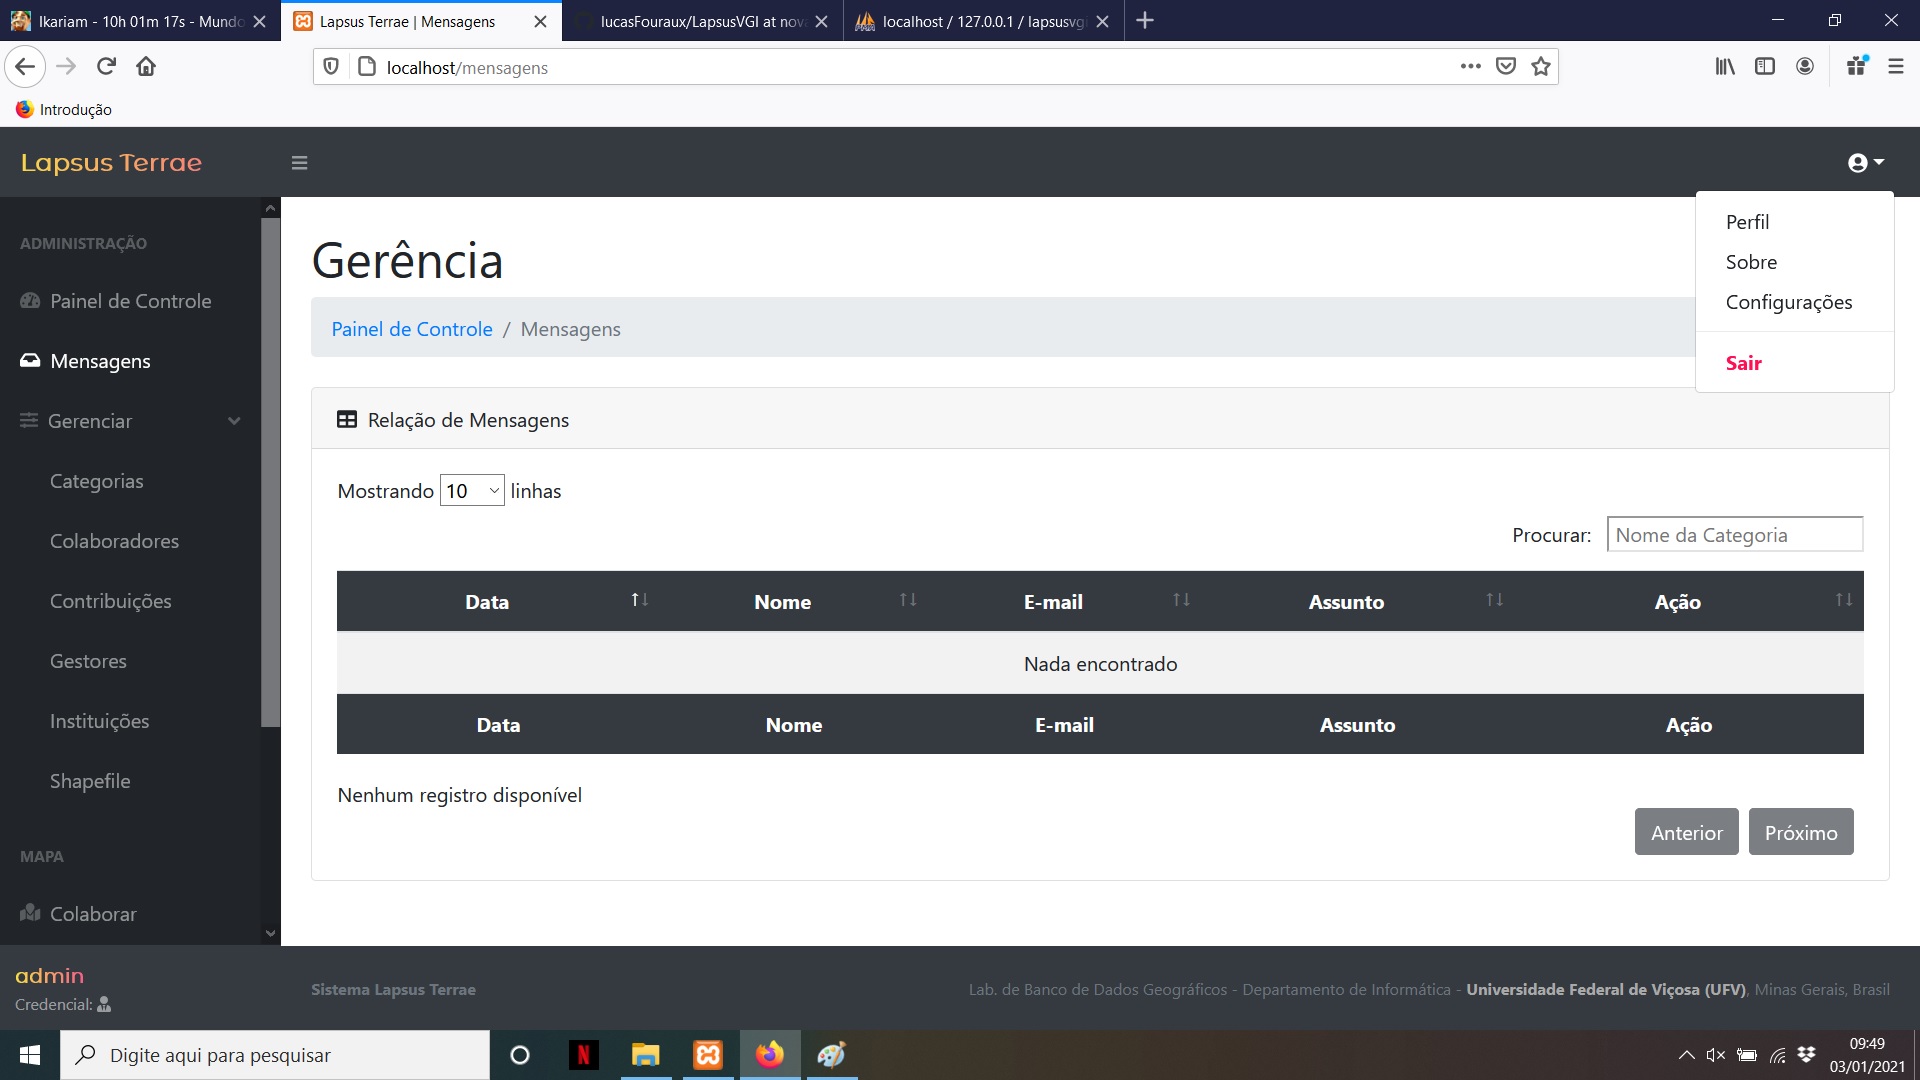 Ikariam - 10h 01m 17s - Mundo
Lapsus Terrae | Mensagens
lucasFouraux/LapsusVGI at nov
localhost / 127.0.0.1 / lapsusvgi
localhost/mensagens
Introdução
Lapsus Terrae
Perfil
Sobre
Configurações
Sair
ADMINISTRAÇÃO
Painel de Controle
Mensagens
Gerenciar
Categorias
Colaboradores
Contribuições
Gestores
Instituições
Shapefile
MAPA
Colaborar
Gerência
Painel de Controle / Mensagens
Relação de Mensagens
Mostrando 10 linhas
Procurar: Nome da Categoria
Data Nome E-mail Assunto Ação
Nada encontrado
Data Nome E-mail Assunto Ação
Nenhum registro disponível
Anterior Próximo
admin
Credencial:
Sistema Lapsus Terrae
Lab. de Banco de Dados Geográficos - Departamento de Informática - Universidade Federal de Viçosa (UFV), Minas Gerais, Brasil
Digite aqui para pesquisar
N
09:49
03/01/2021